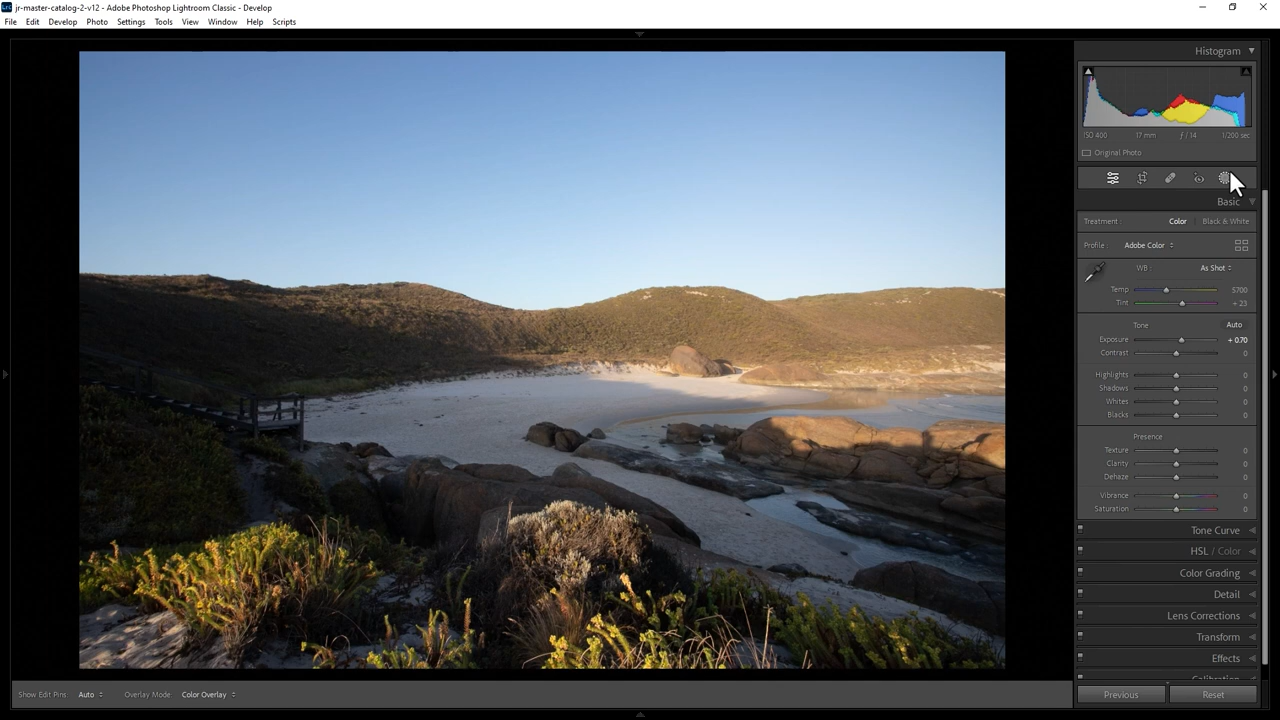 jr-master-catalog-2-v12 - Adobe Photoshop Lightroom Classic - Develop
File Edit Develop Photo Settings Tools View Window Help Scripts
Histogram
ISO 400 17 mm ƒ / 14 1/200 sec
Original Photo
Basic
Treatment : Color Black & White
Profile : Adobe Color
WB : As Shot
Temp 5700
Tint + 23
Tone Auto
Exposure + 0.70
Contrast 0
Highlights 0
Shadows 0
Whites 0
Blacks 0
Presence
Texture 0
Clarity 0
Dehaze 0
Vibrance 0
Saturation 0
Tone Curve
HSL / Color
Color Grading
Detail
Lens Corrections
Transform
Effects
Calibration
Show Edit Pins: Auto Overlay Mode: Color Overlay
Previous Reset